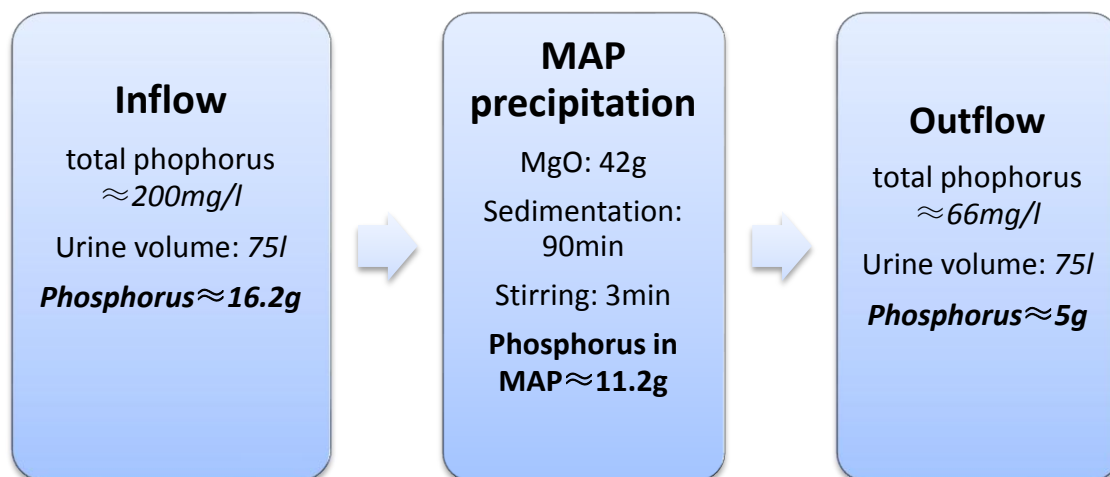 Inflow
total phophorus
≈200mg/l
Urine volume: 75l
Phosphorus≈16.2g
MAP
precipitation
MgO: 42g
Sedimentation:
90min
Stirring: 3min
Phosphorus in
MAP≈11.2g
Outflow
total phophorus
≈66mg/l
Urine volume: 75l
Phosphorus≈5g